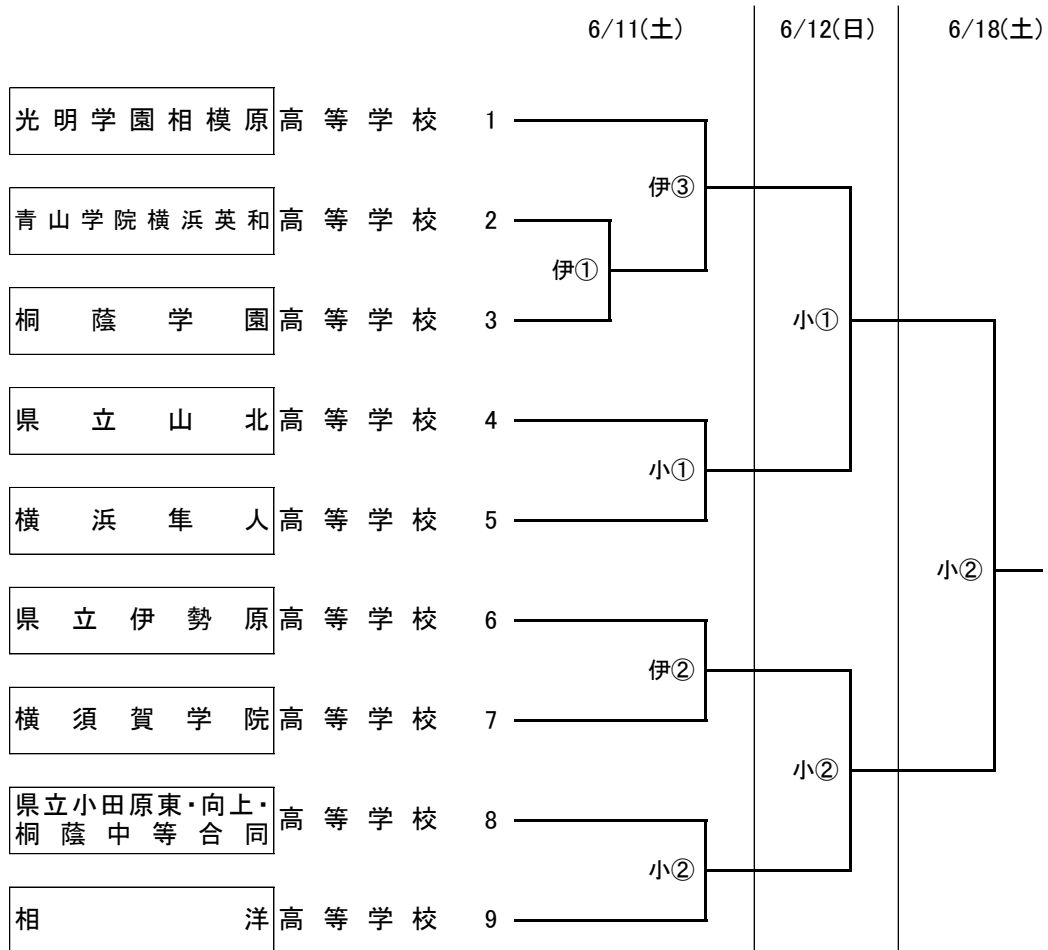 6/11(土) 6/12(日) 6/18(土)
光明学園相模原 高等学校 1
伊③
青山学院横浜英和 高等学校 2
伊①
桐蔭学園 高等学校 3
小①
県立山北 高等学校 4
小①
横浜隼人 高等学校 5
小②
県立伊勢原 高等学校 6
伊②
横須賀学院 高等学校 7
小②
県立小田原東・向上・
桐蔭中等合同 高等学校 8
小②
相洋 高等学校 9